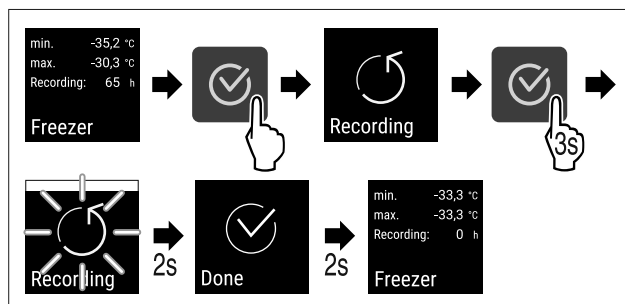 min. -35,2 °C
max. -30,3 °C
Recording: 65 h
Freezer
Recording
3s
Recording
2s
Done
2s
min. -33,3 °C
max. -33,3 °C
Recording: 0 h
Freezer